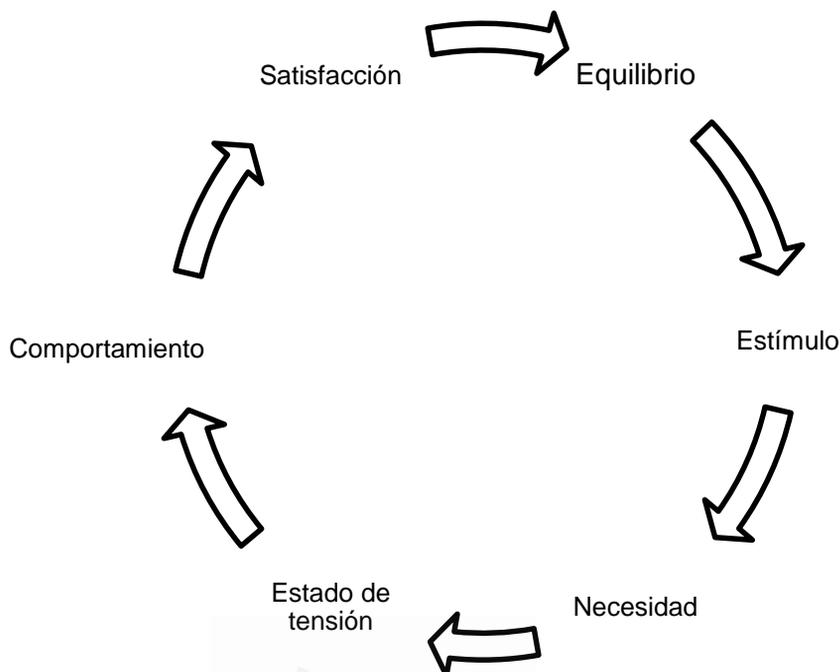 Satisfacción
Equilibrio
Comportamiento
Estímulo
Estado de
tensión
Necesidad